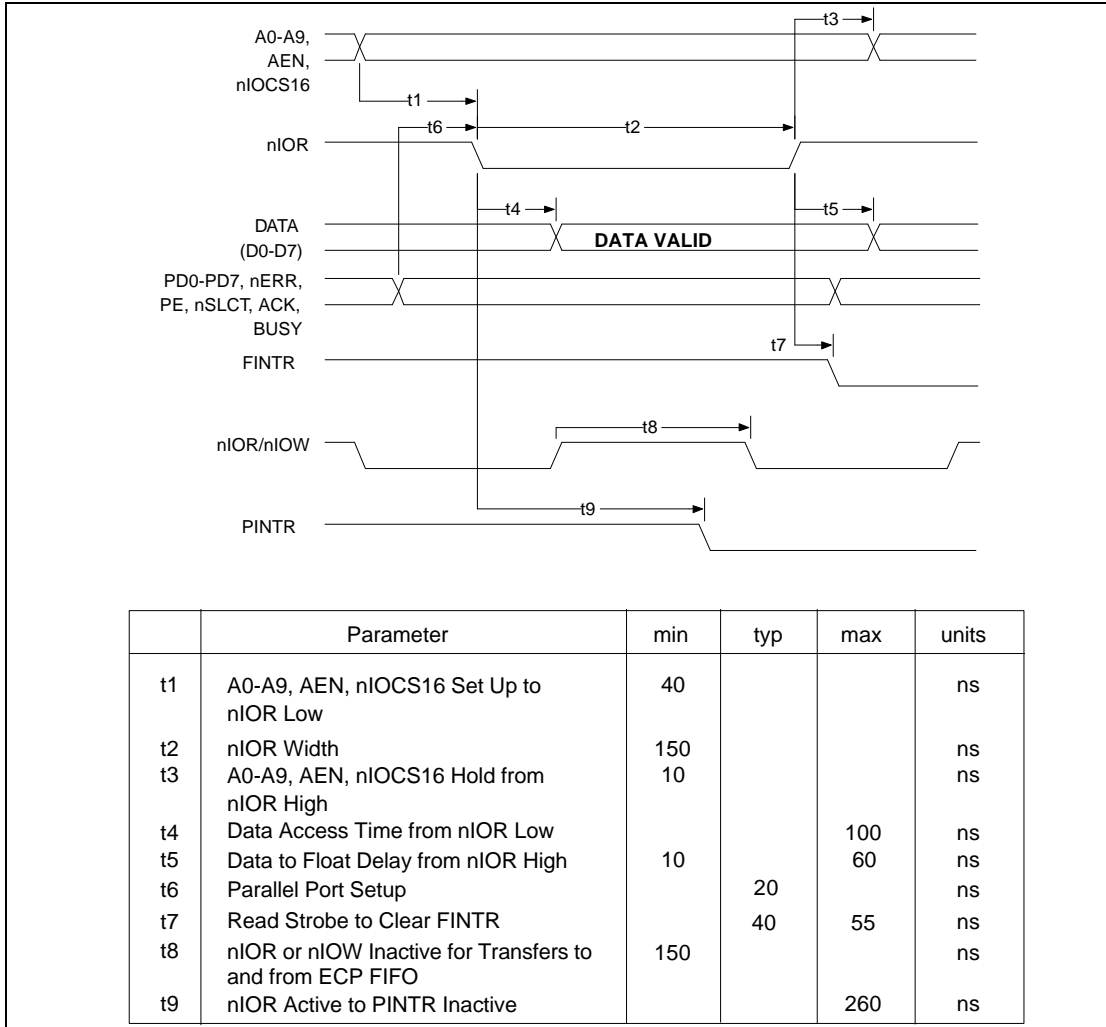 t3
A0-A9,
AEN,
nIOCS16
t1
t6
t2
nIOR
t4
t5
DATA
(D0-D7)
DATA VALID
PD0-PD7, nERR,
PE, nSLCT, ACK,
BUSY
t7
FINTR
t8
nIOR/nIOW
t9
PINTR
Parameter min typ max units
t1 A0-A9, AEN, nIOCS16 Set Up to 40 ns
nIOR Low
t2 nIOR Width 150 ns
t3 A0-A9, AEN, nIOCS16 Hold from 10 ns
nIOR High
t4 Data Access Time from nIOR Low 100 ns
t5 Data to Float Delay from nIOR High 10 60 ns
t6 Parallel Port Setup 20 ns
t7 Read Strobe to Clear FINTR 40 55 ns
t8 nIOR or nIOW Inactive for Transfers to 150 ns
and from ECP FIFO
t9 nIOR Active to PINTR Inactive 260 ns